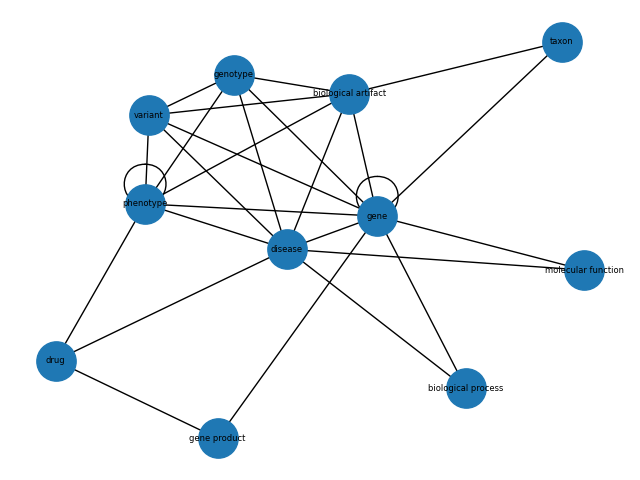 taxon
genotype
biological artifact
variant
phenotype
gene
disease
molecular function
drug
biological process
gene product